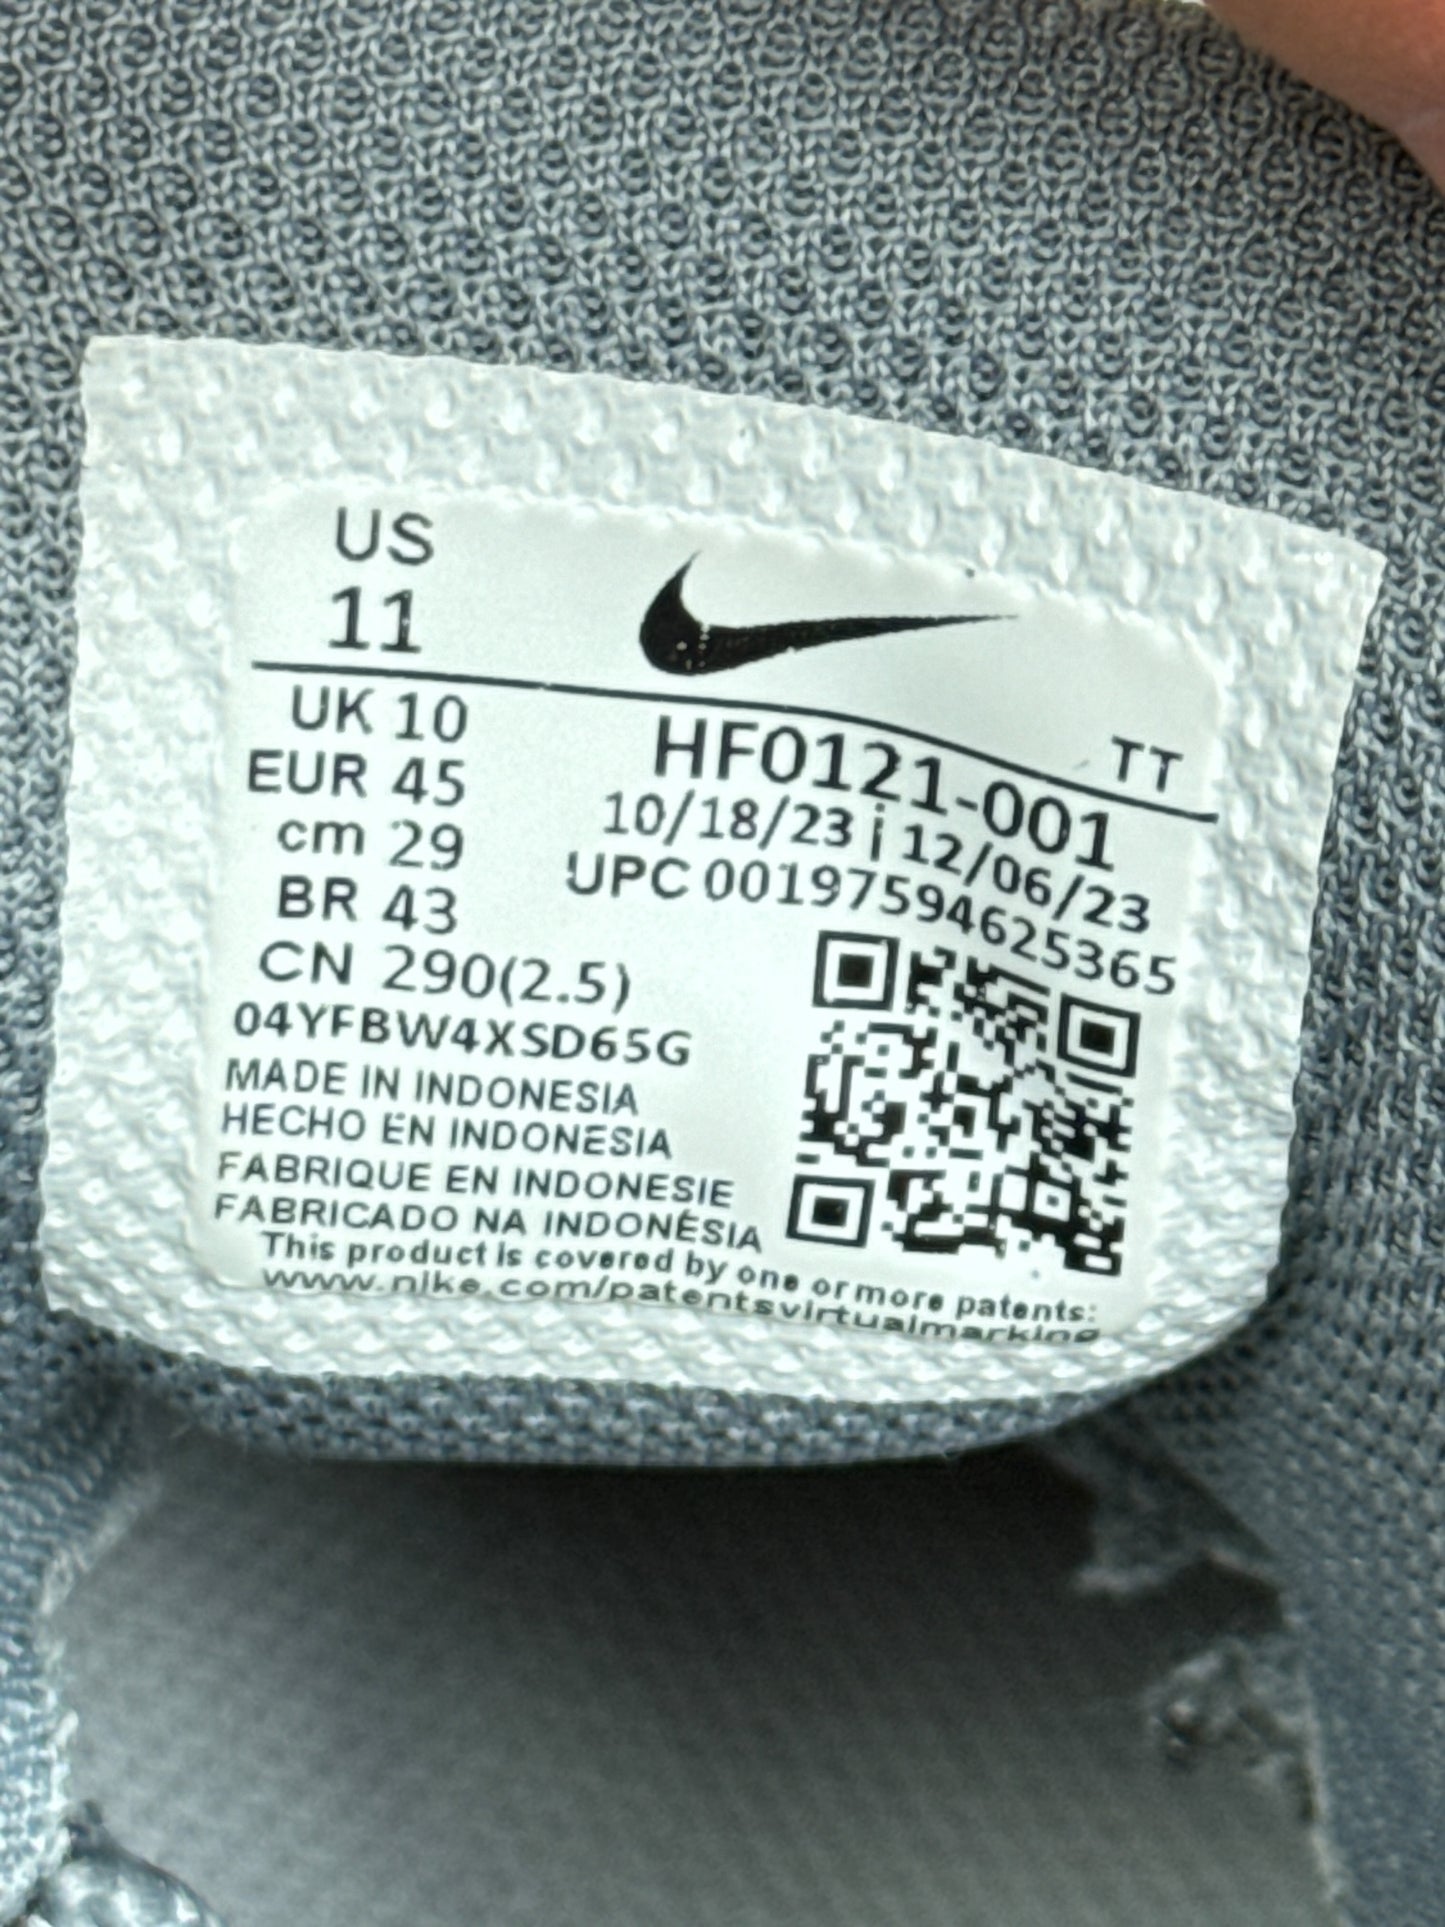 US
11
TT
UK 10
EUR 45
cm 29
BR 43
CN 290(2.5)
HF0121-001
10/18/23 ¦ 12/06/23
UPC 00197594625365
04YFBW4XSD65G
MADE IN INDONESIA
HECHO EN INDONESIA
FABRIQUE EN INDONESIE
FABRICADO NA INDONÉSIA
This product is covered by one or more patents:
www.nike.com/patentsvirtualmarking